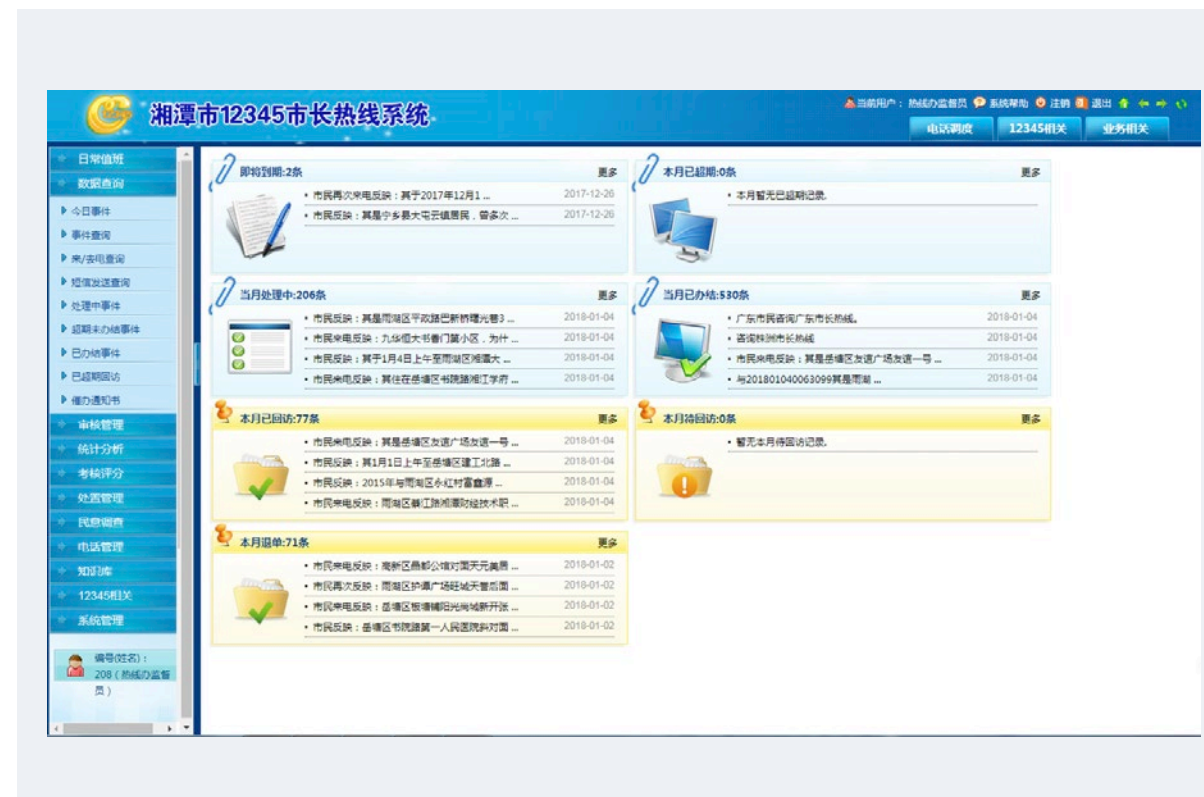 湘潭市12345市长热线系统
当前用户：热线办监督员 系统帮助 注销 退出
电话调度 12345相关 业务相关
日常值班
数据查询
今日事件
事件查询
来/去电查询
短信发送查询
处理中事件
超期未办结事件
已办结事件
已超期回访
催办通知书
审核管理
统计分析
考核评分
处置管理
民意调查
电话管理
知识库
12345相关
系统管理
编号(姓名)：
208（热线办监督
员）
即将到期:2条 更多
市民再次来电反映：其于2017年12月1 ... 2017-12-26
市民反映：其是宁乡县大屯云镇居民，曾多次 ... 2017-12-26
本月已超期:0条 更多
本月暂无已超期记录.
当月处理中:206条 更多
市民反映：其是雨湖区平政路巴新桥曙光巷3 ... 2018-01-04
市民来电反映：九华恒大书香门第小区，为什 ... 2018-01-04
市民反映：其于1月4日上午至雨湖区湘潭大 ... 2018-01-04
市民来电反映：其住在岳塘区书院路湘江学府 ... 2018-01-04
当月已办结:530条 更多
广东市民咨询广东市长热线。 2018-01-04
咨询株洲市长热线 2018-01-04
市民来电反映：其是岳塘区友谊广场友谊一号 ... 2018-01-04
与201801040063099其是雨湖 ... 2018-01-04
本月已回访:77条 更多
市民来电反映：其是岳塘区友谊广场友谊一号 ... 2018-01-04
市民反映：其1月1日上午至岳塘区建工北路 ... 2018-01-04
市民反映：2015年与雨湖区永红村富鑫源 ... 2018-01-04
市民来电反映：雨湖区 湘潭财经技术职 ... 2018-01-04
本月待回访:0条 更多
暂无本月待回访记录.
本月退单:71条 更多
市民来电反映：高新区晶都公馆对面天元美居 ... 2018-01-02
市民再次反映：雨湖区护潭广场旺城天誉后面 ... 2018-01-02
市民来电反映：岳塘区板塘铺阳光尚城新开张 ... 2018-01-02
市民反映：岳塘区书院路第一人民医院斜对面 ... 2018-01-02